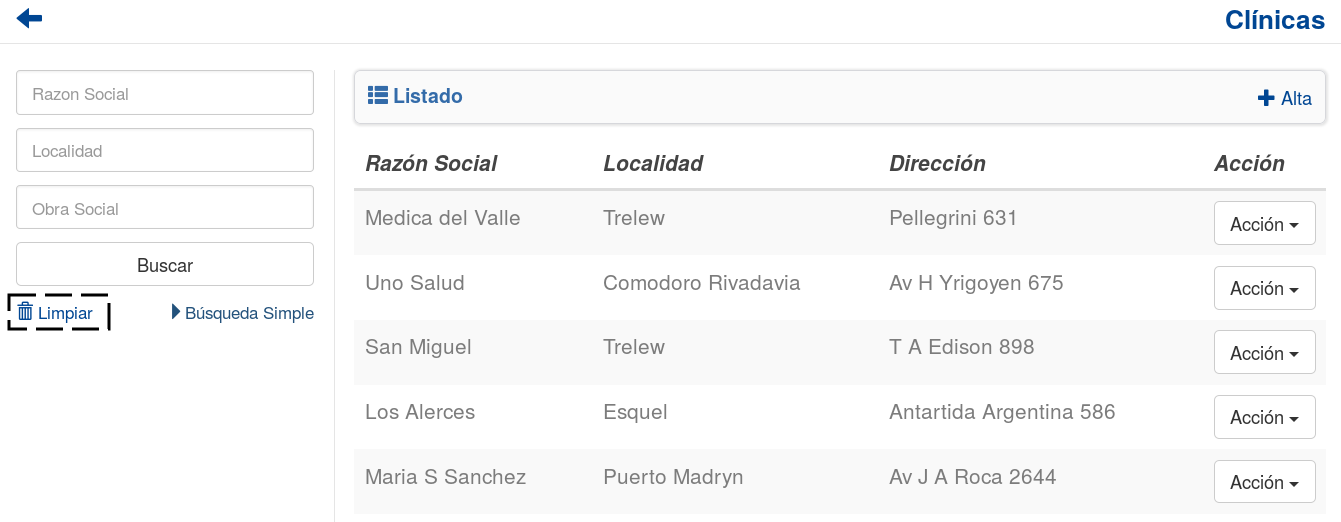 Clínicas
Razon Social
Localidad
Obra Social
Buscar
Limpiar Búsqueda Simple
Listado Alta
Razón Social Localidad Dirección Acción
Medica del Valle Trelew Pellegrini 631 Acción
Uno Salud Comodoro Rivadavia Av H Yrigoyen 675 Acción
San Miguel Trelew T A Edison 898 Acción
Los Alerces Esquel Antartida Argentina 586 Acción
Maria S Sanchez Puerto Madryn Av J A Roca 2644 Acción